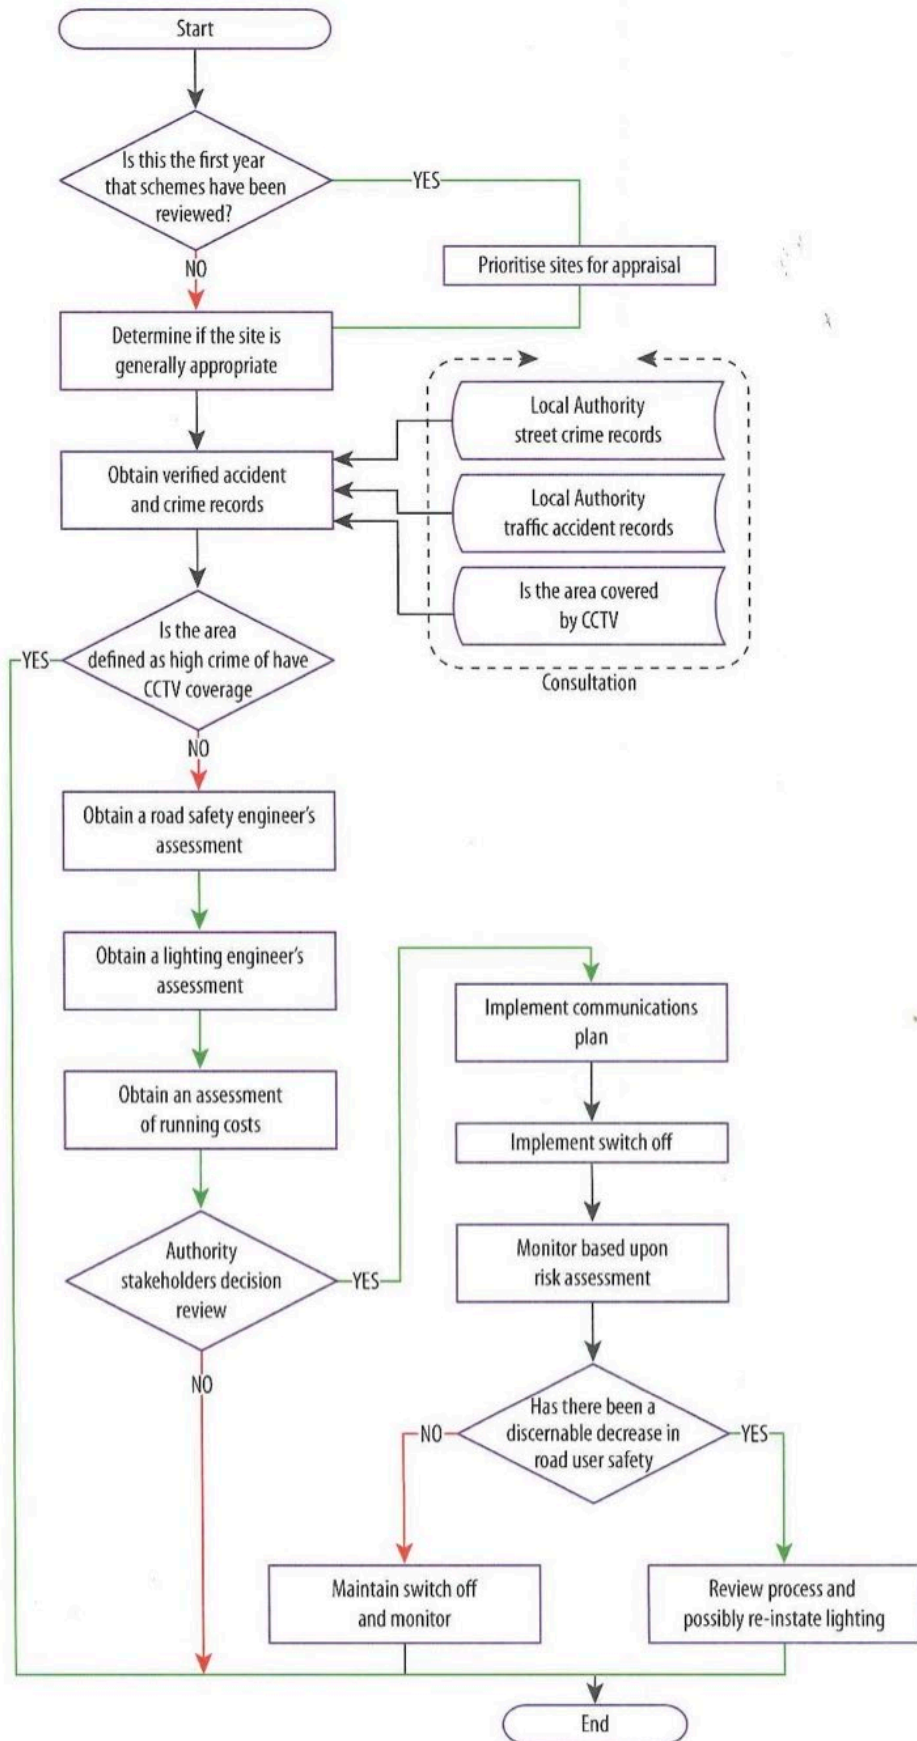 Start
Is this the first year
that schemes have been
reviewed?
YES
NO
Prioritise sites for appraisal
Determine if the site is
generally appropriate
Local Authority
street crime records
Obtain verified accident
and crime records
Local Authority
traffic accident records
Is the area covered
by CCTV
Consultation
Is the area
defined as high crime of have
CCTV coverage
YES
NO
Obtain a road safety engineer's
assessment
Obtain a lighting engineer's
assessment
Obtain an assessment
of running costs
Authority
stakeholders decision
review
YES
NO
Implement communications
plan
Implement switch off
Monitor based upon
risk assessment
Has there been a
discernable decrease in
road user safety
NO
YES
Maintain switch off
and monitor
Review process and
possibly re-instate lighting
End